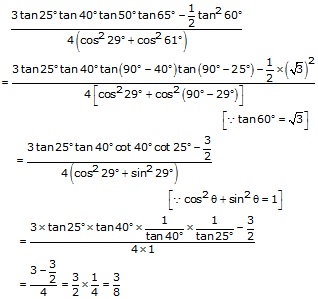 (3 tan 25° tan 40° tan 50° tan 65° − 1/2 tan² 60°) / (4(cos² 29° + cos² 61°))
= (3 tan 25° tan 40° tan(90° − 40°) tan(90° − 25°) − 1/2 × (√3)²) / (4[cos² 29° + cos²(90° − 29°)])
[∵ tan 60° = √3]
= (3 tan 25° tan 40° cot 40° cot 25° − 3/2) / (4(cos² 29° + sin² 29°))
[∵ cos² θ + sin² θ = 1]
= (3 × tan 25° × tan 40° × 1/tan 40° × 1/tan 25° − 3/2) / (4 × 1)
= (3 − 3/2) / 4 = 3/2 × 1/4 = 3/8